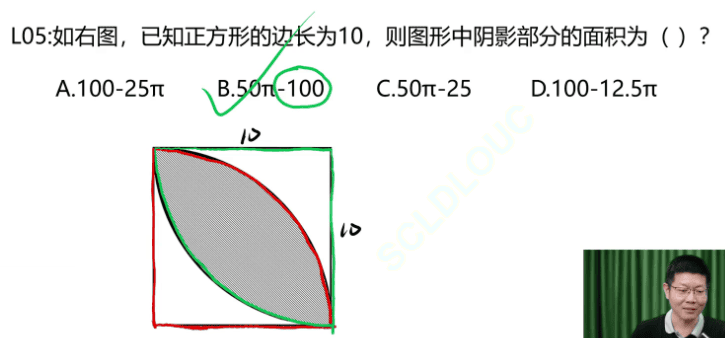 L05:如右图，已知正方形的边长为10，则图形中阴影部分的面积为（ ）？
A.100-25π B.50π-100 C.50π-25 D.100-12.5π
10
10
SCLDLOUC